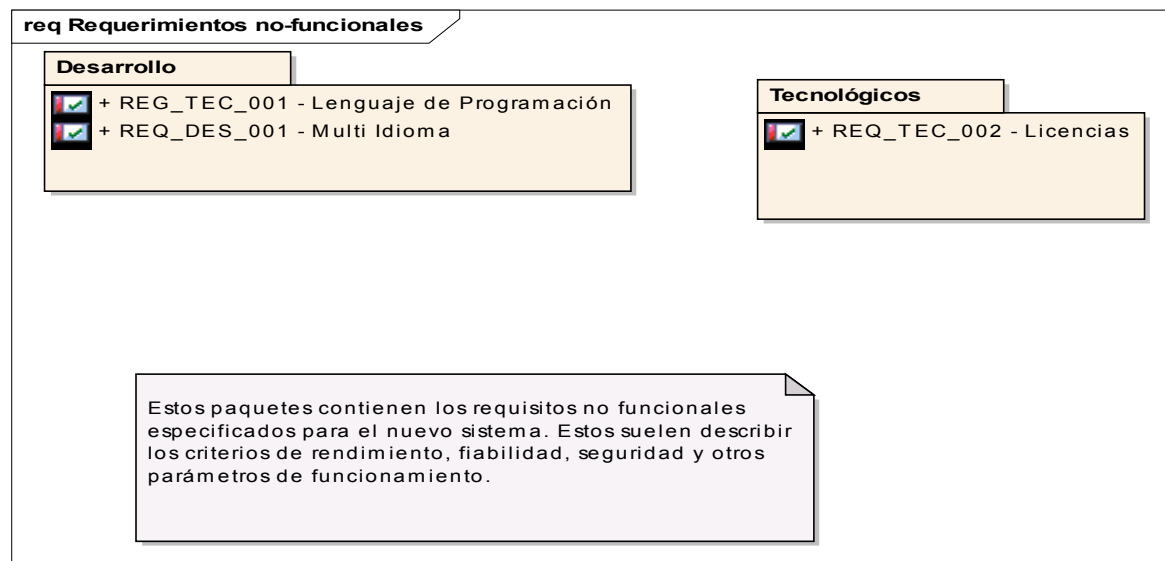 req Requerimientos no-funcionales
Desarrollo
+ REG_TEC_001 - Lenguaje de Programación
+ REQ_DES_001 - Multi Idioma
Tecnológicos
+ REQ_TEC_002 - Licencias
Estos paquetes contienen los requisitos no funcionales
especificados para el nuevo sistema. Estos suelen describir
los criterios de rendimiento, fiabilidad, seguridad y otros
parámetros de funcionamiento.